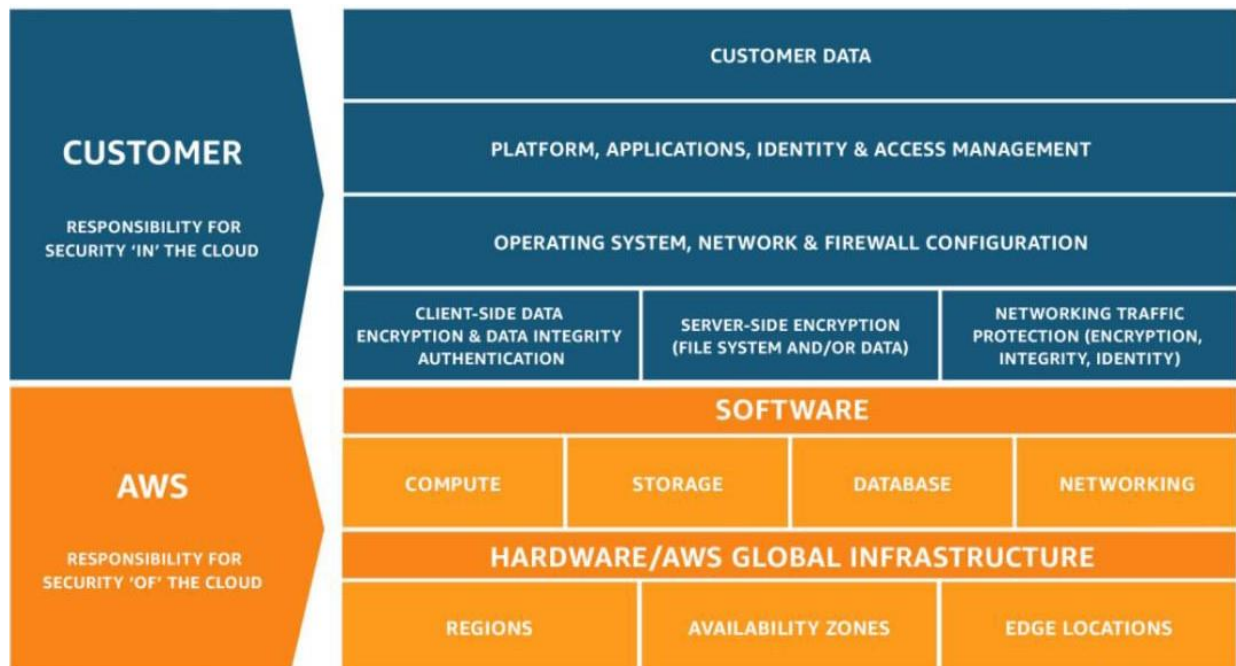 CUSTOMER
RESPONSIBILITY FOR
SECURITY ‘IN’ THE CLOUD
CUSTOMER DATA
PLATFORM, APPLICATIONS, IDENTITY & ACCESS MANAGEMENT
OPERATING SYSTEM, NETWORK & FIREWALL CONFIGURATION
CLIENT-SIDE DATA
ENCRYPTION & DATA INTEGRITY
AUTHENTICATION
SERVER-SIDE ENCRYPTION
(FILE SYSTEM AND/OR DATA)
NETWORKING TRAFFIC
PROTECTION (ENCRYPTION,
INTEGRITY, IDENTITY)
AWS
RESPONSIBILITY FOR
SECURITY ‘OF’ THE CLOUD
SOFTWARE
COMPUTE
STORAGE
DATABASE
NETWORKING
HARDWARE/AWS GLOBAL INFRASTRUCTURE
REGIONS
AVAILABILITY ZONES
EDGE LOCATIONS